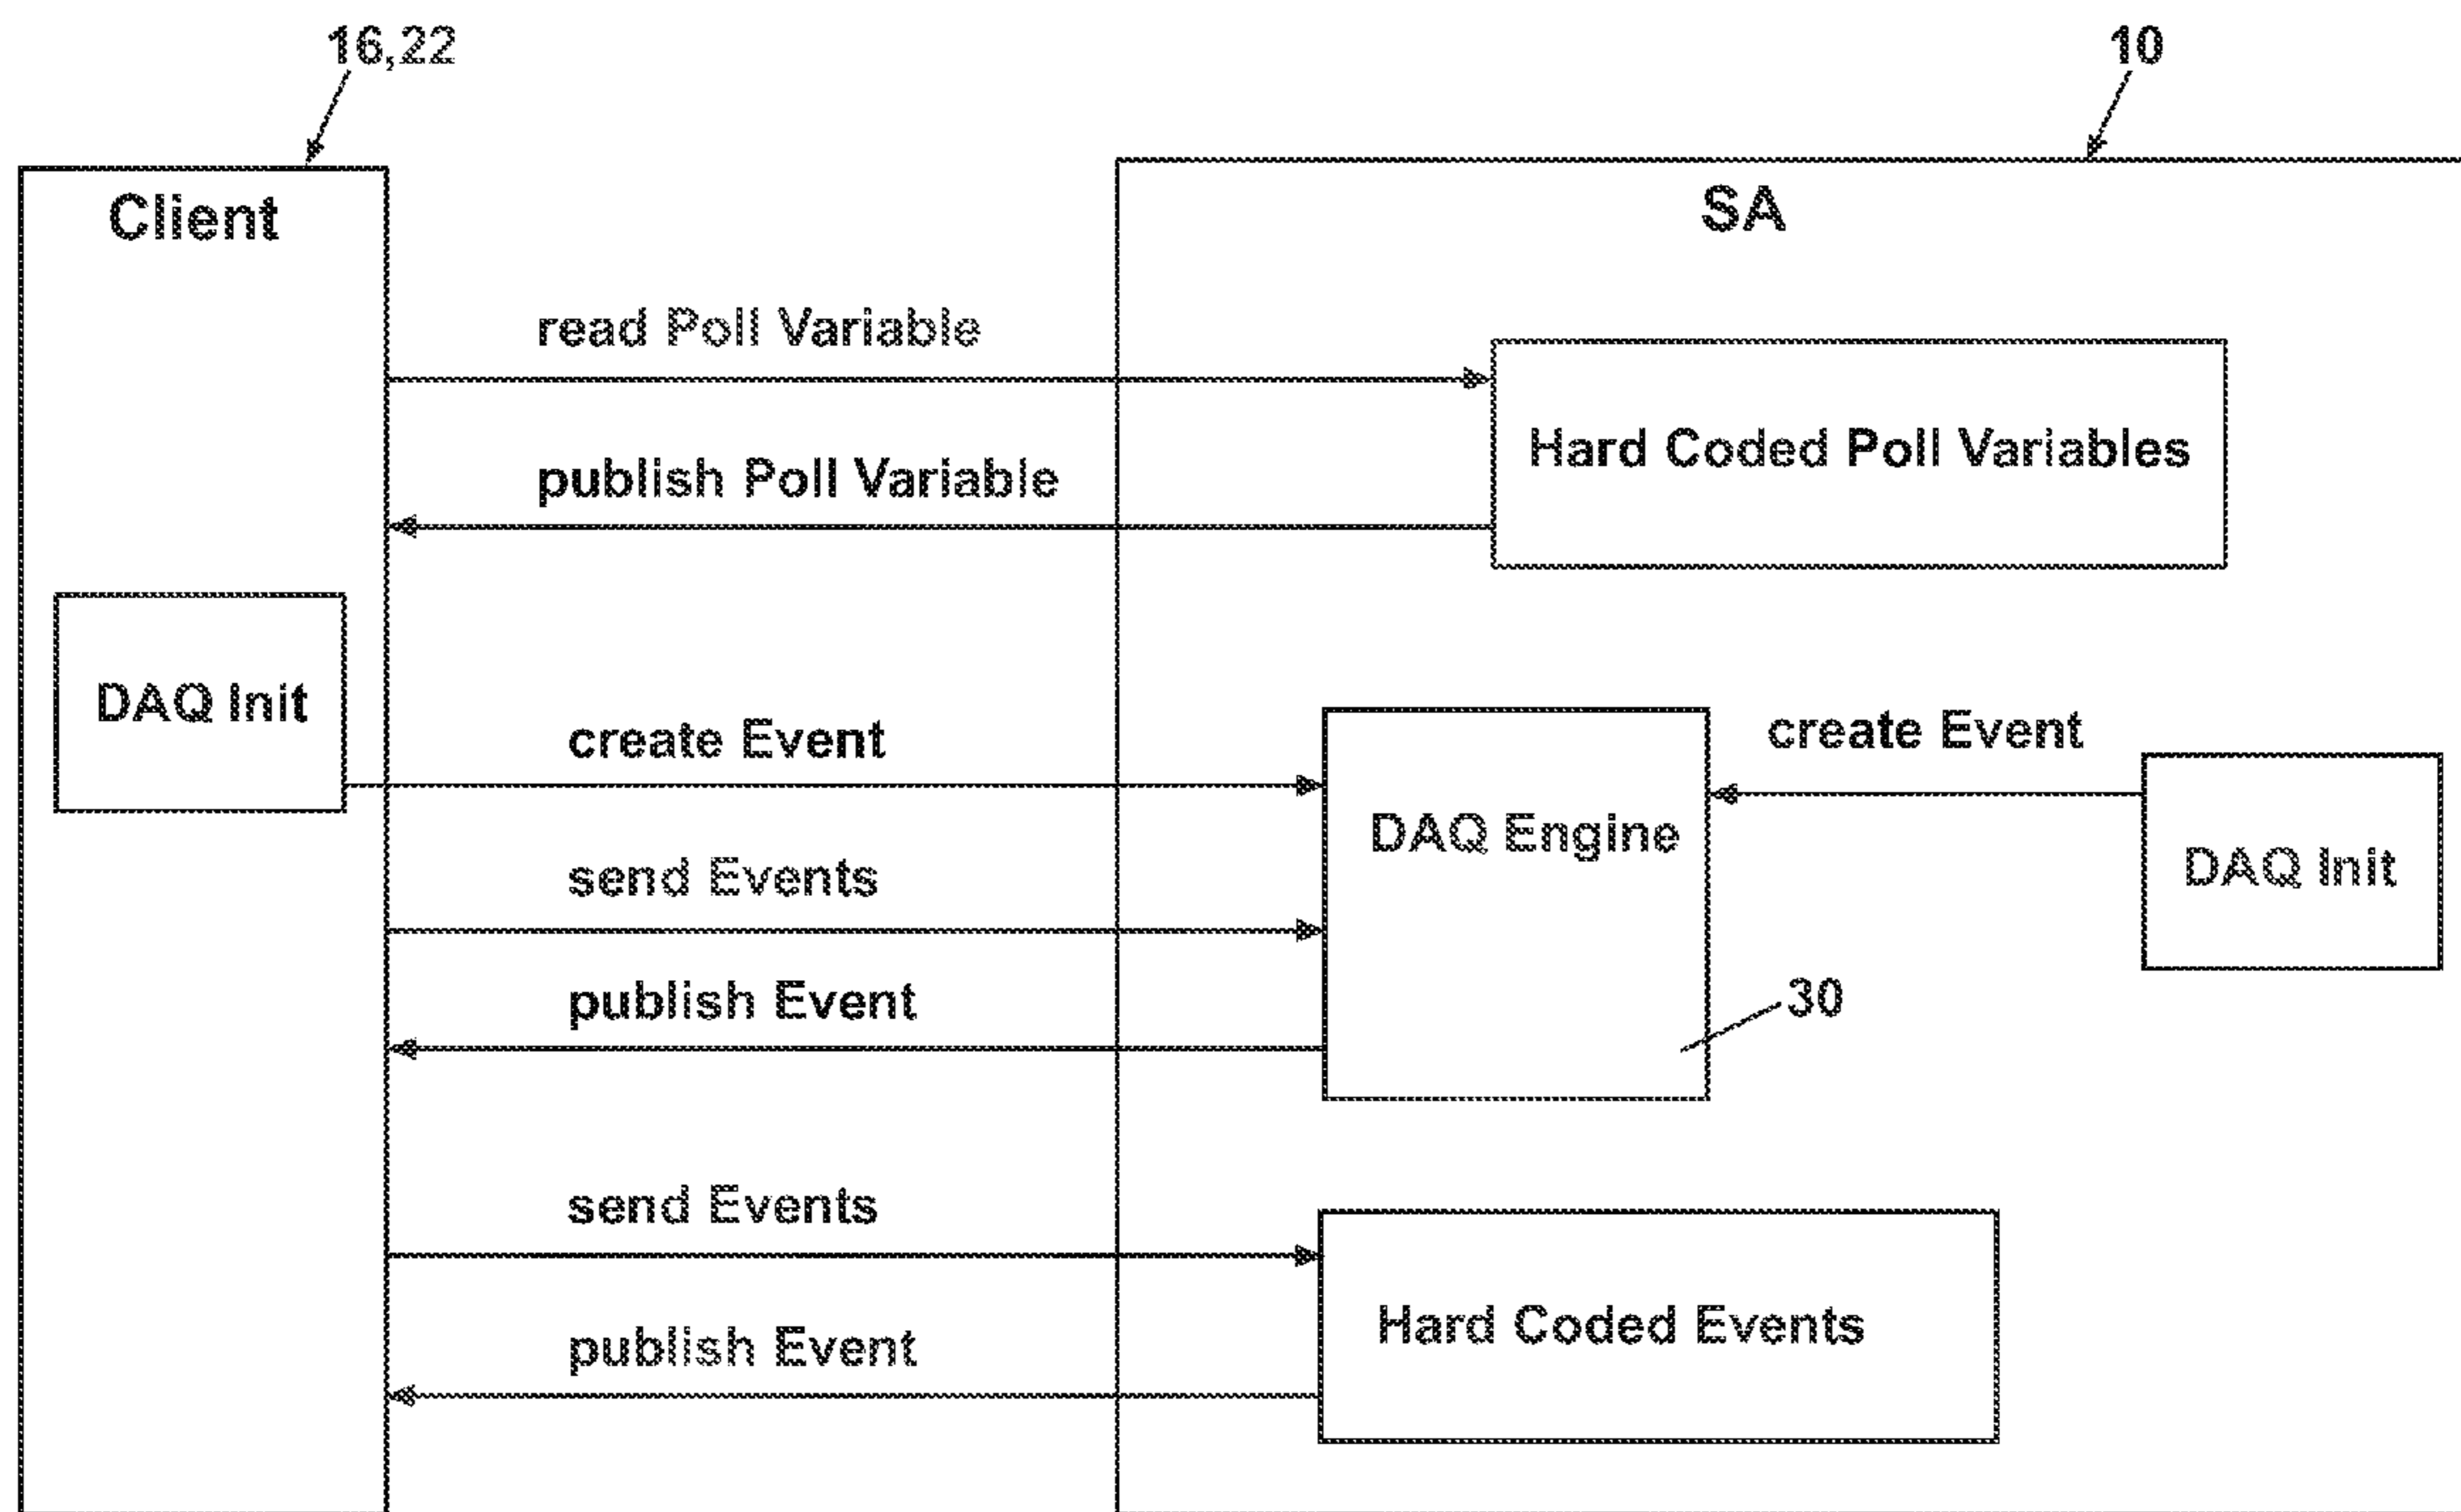 16,22
10
Client
SA
read Poll Variable
Hard Coded Poll Variables
publish Poll Variable
DAQ Init
create Event
create Event
DAQ Engine
DAQ Init
send Events
publish Event
30
send Events
Hard Coded Events
publish Event